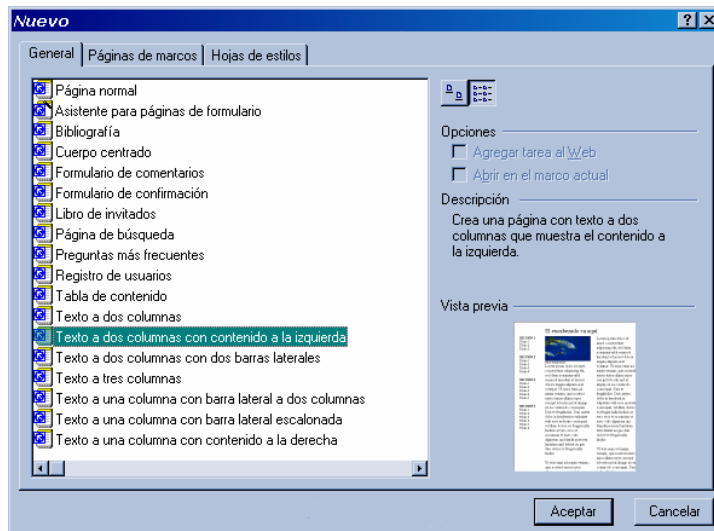 Nuevo
General
Páginas de marcos
Hojas de estilos
Página normal
Asistente para páginas de formulario
Bibliografía
Cuerpo centrado
Formulario de comentarios
Formulario de confirmación
Libro de invitados
Página de búsqueda
Preguntas más frecuentes
Registro de usuarios
Tabla de contenido
Texto a dos columnas
Texto a dos columnas con contenido a la izquierda
Texto a dos columnas con dos barras laterales
Texto a tres columnas
Texto a una columna con barra lateral a dos columnas
Texto a una columna con barra lateral escalonada
Texto a una columna con contenido a la derecha
Opciones
Agregar tarea al Web
Abrir en el marco actual
Descripción
Crea una página con texto a dos
columnas que muestra el contenido a
la izquierda.
Vista previa
El encabezado va aquí
Aceptar
Cancelar